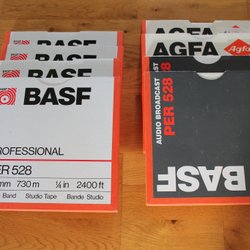 BASF
BASF
BASF
BASF
PROFESSIONAL
PER 528
mm 730 m ¼ in 2400 ft
Band Studio Tape Bande Studio
AGFA
AGFA
Agfa
AUDIO BROADCAST
PER 528
BASF